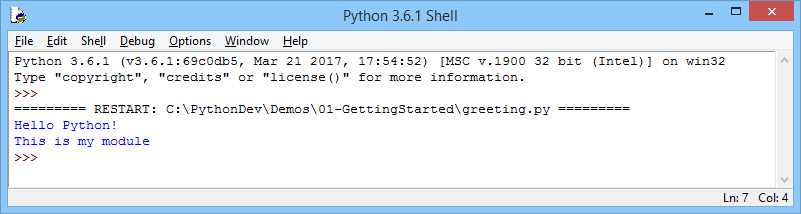 Python 3.6.1 Shell
File Edit Shell Debug Options Window Help
Python 3.6.1 (v3.6.1:69c0db5, Mar 21 2017, 17:54:52) [MSC v.1900 32 bit (Intel)] on win32
Type "copyright", "credits" or "license()" for more information.
>>>
========= RESTART: C:\PythonDev\Demos\01-GettingStarted\greeting.py =========
Hello Python!
This is my module
>>>
Ln: 7 Col: 4